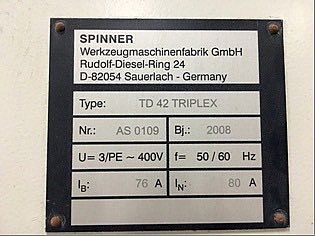 SPINNER
Werkzeugmaschinenfabrik GmbH
Rudolf-Diesel-Ring 24
D-82054 Sauerlach - Germany
Type: TD 42 TRIPLEX
Nr.: AS 0109 Bj.: 2008
U= 3/PE ~ 400V f= 50 / 60 Hz
IB: 76 A IN: 80 A